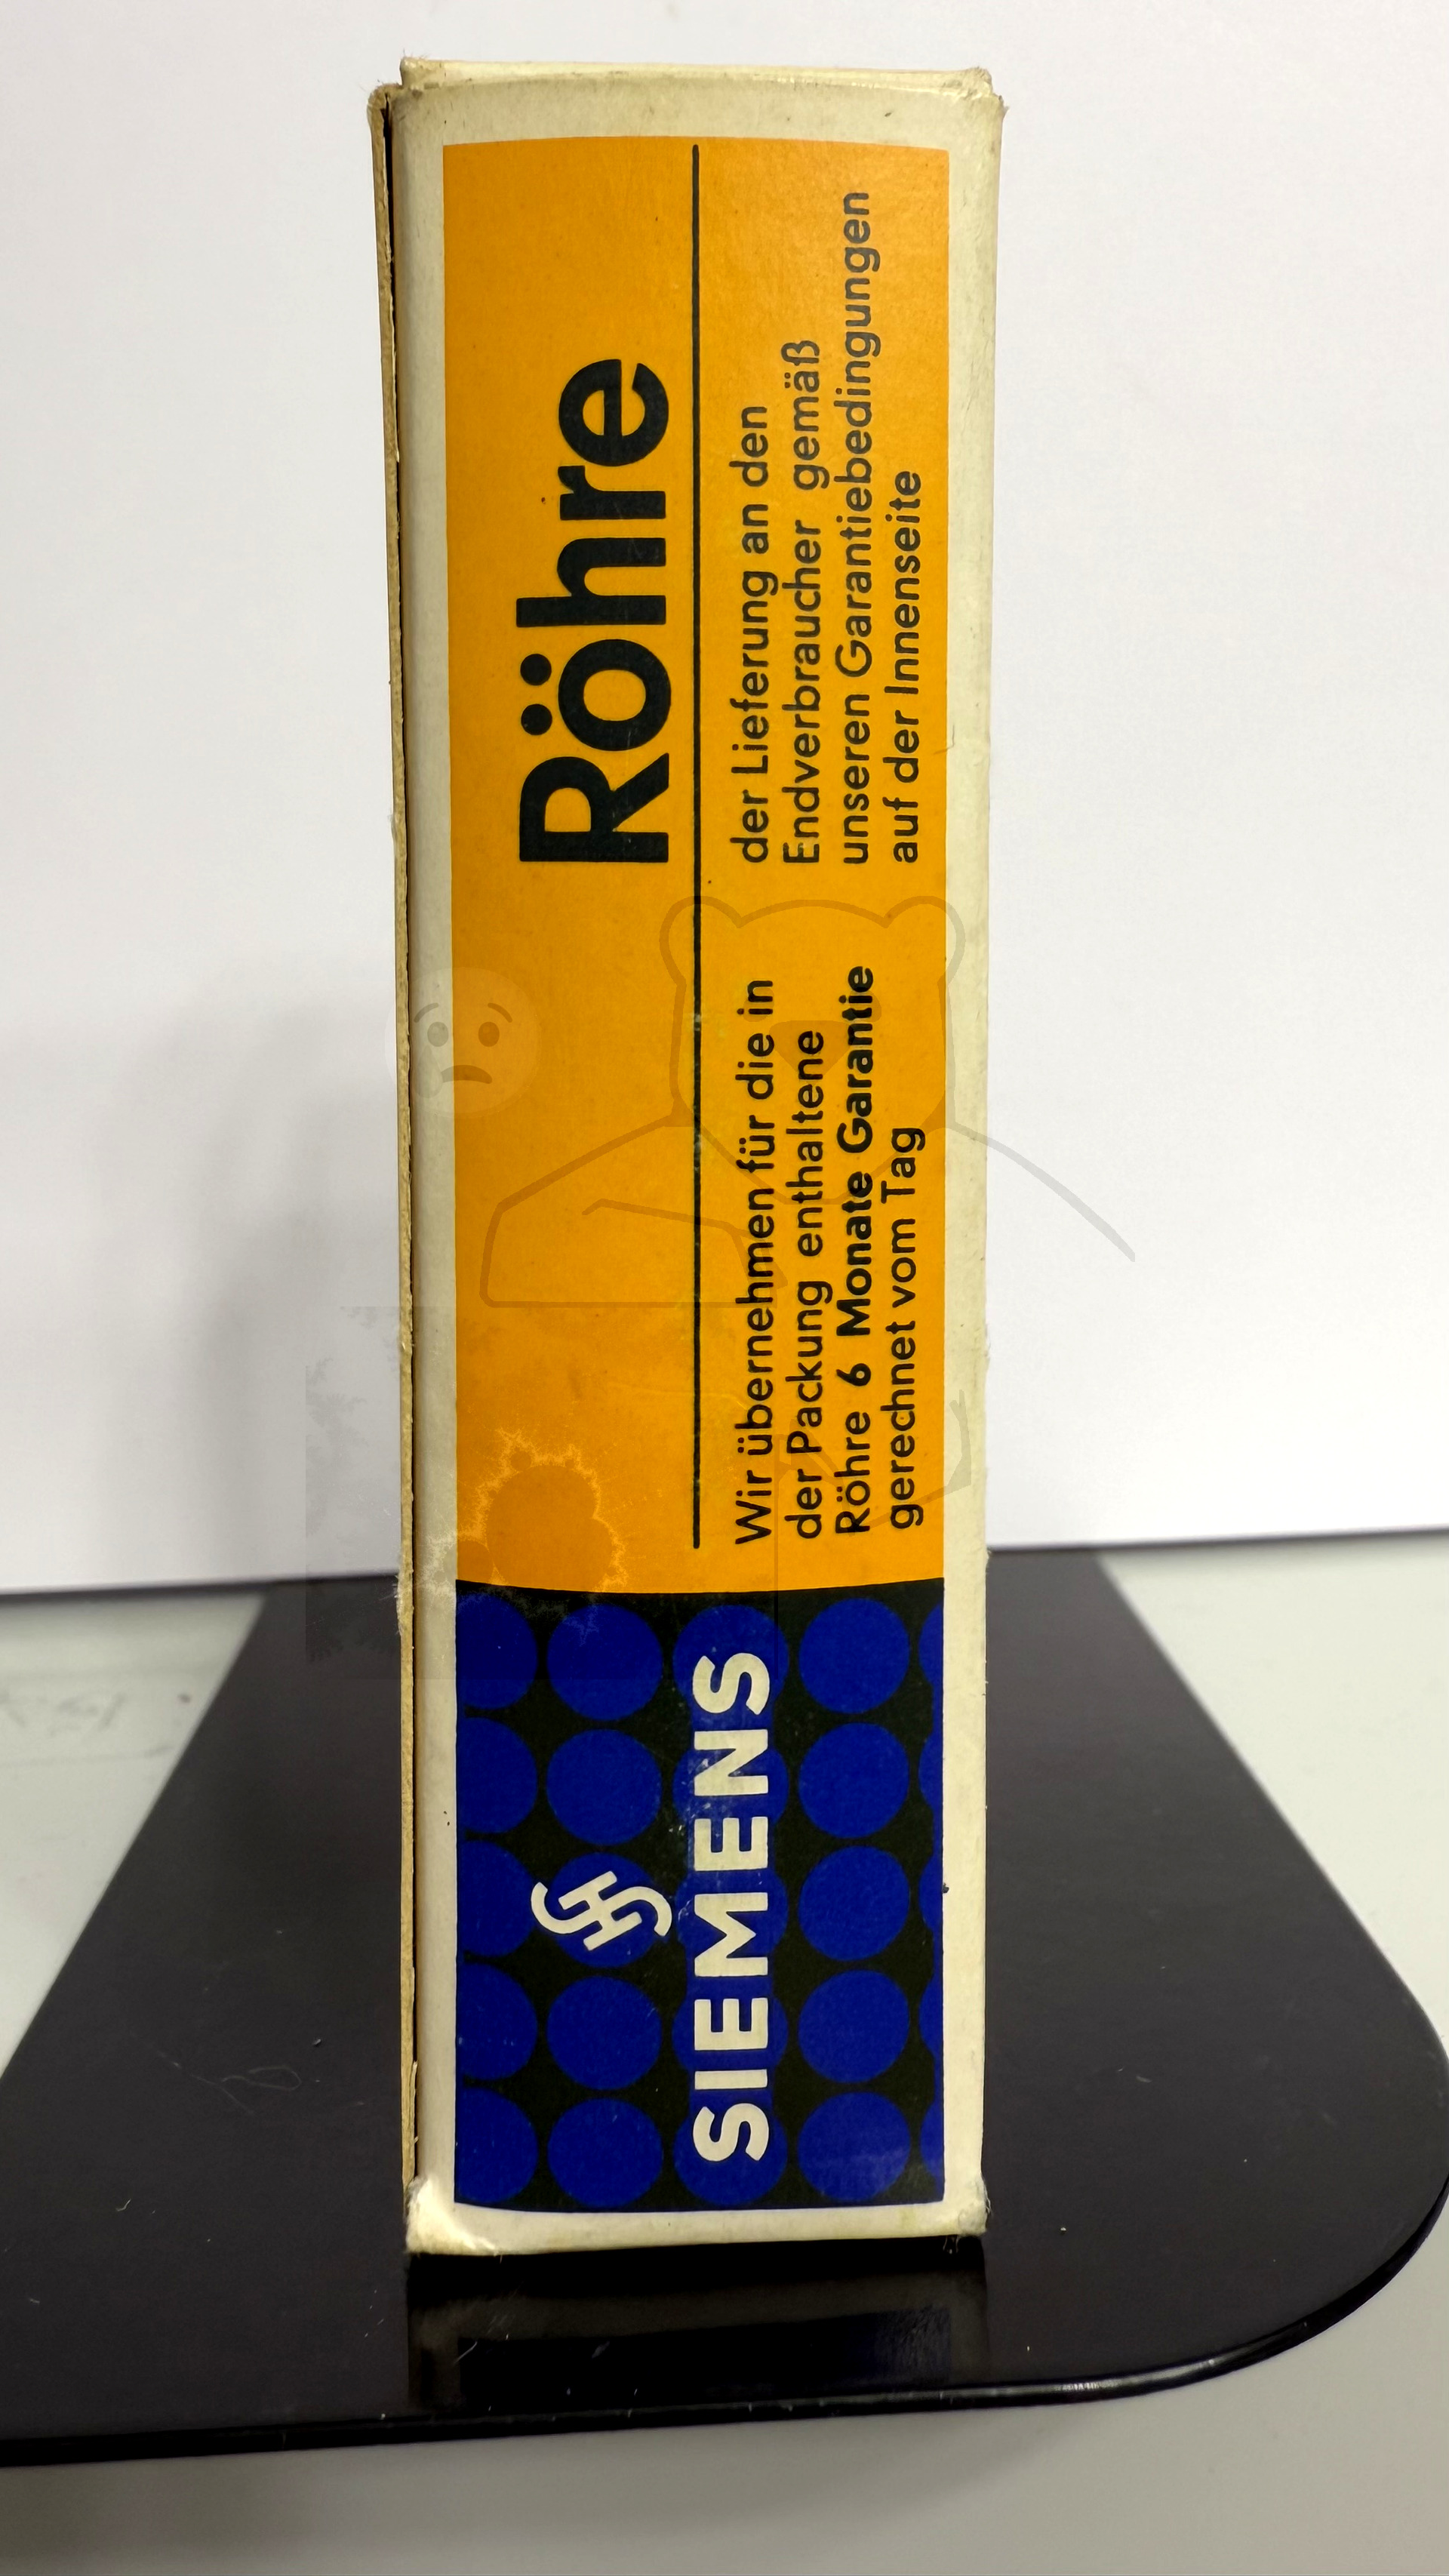 Röhre
Wir übernehmen für die in
der Packung enthaltene
Röhre 6 Monate Garantie
gerechnet vom Tag
der Lieferung an den
Endverbraucher gemäß
unseren Garantiebedingungen
auf der Innenseite
SIEMENS